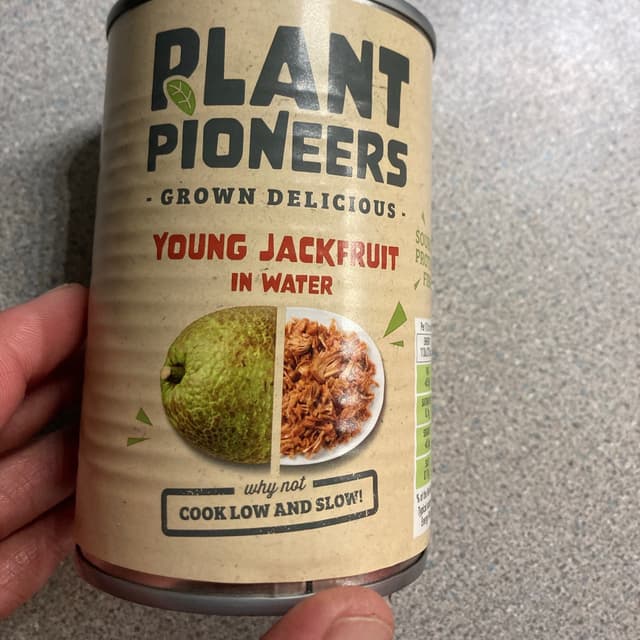 PLANT
PIONEERS
- GROWN DELICIOUS -
YOUNG JACKFRUIT
IN WATER
why not
COOK LOW AND SLOW!